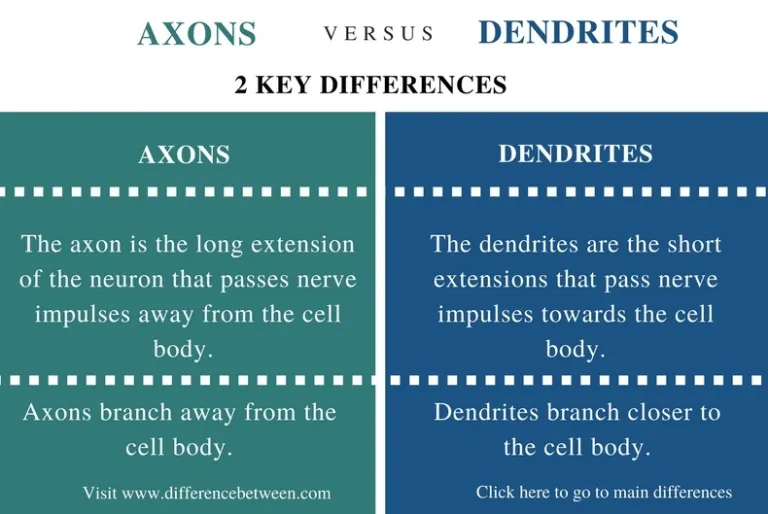 AXONS VERSUS DENDRITES
2 KEY DIFFERENCES
AXONS
The axon is the long extension
of the neuron that passes nerve
impulses away from the cell
body.
Axons branch away from the
cell body.
Visit www.differencebetween.com
DENDRITES
The dendrites are the short
extensions that pass nerve
impulses towards the cell
body.
Dendrites branch closer to
the cell body.
Click here to go to main differences